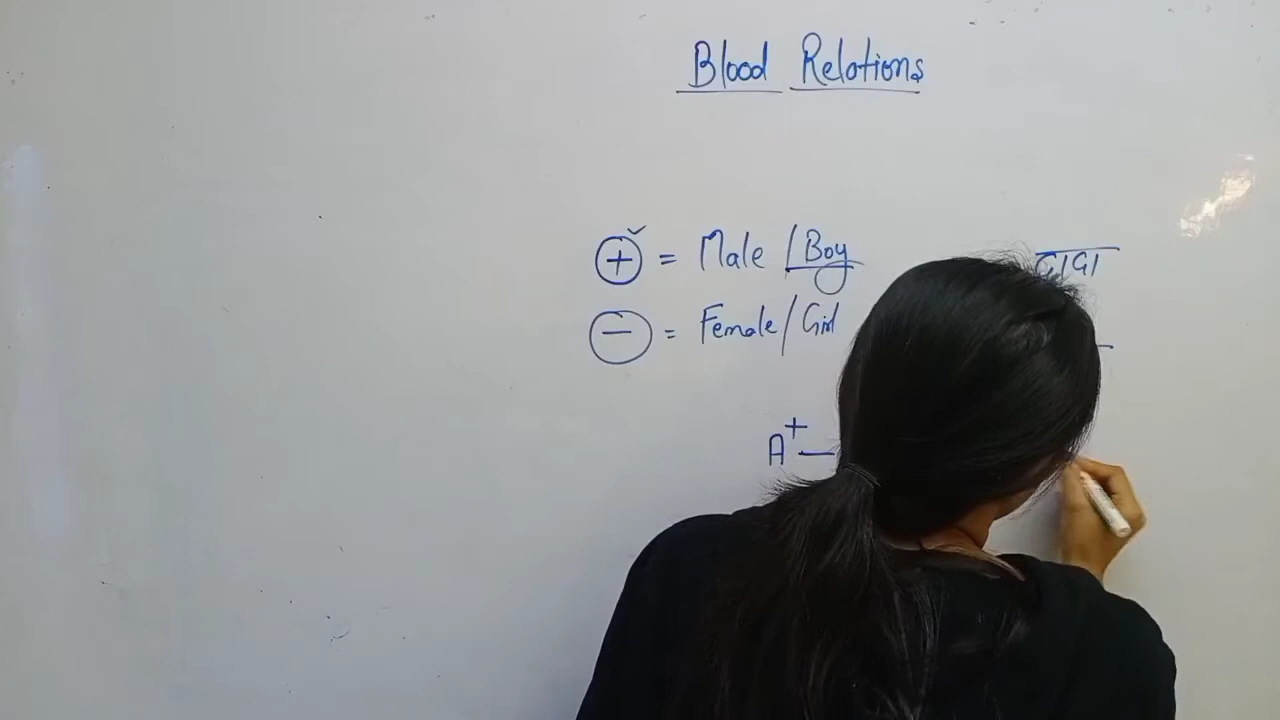 Blood Relations
⊕ = Male / Boy
⊖ = Female / Girl
A⁺ —